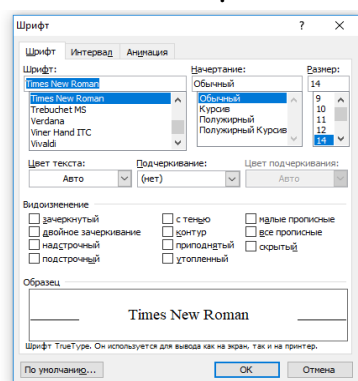 Шрифт ? ×
Шрифт Интервал Анимация
Шрифт: Начертание: Размер:
Times New Roman Обычный 14
Times New Roman Обычный 9
Trebuchet MS Курсив 10
Verdana Полужирный 11
Viner Hand ITC Полужирный Курсив 12
Vivaldi 14
Цвет текста: Подчеркивание: Цвет подчеркивания:
Авто (нет) Авто
Видоизменение
зачеркнутый с тенью малые прописные
двойное зачеркивание контур все прописные
надстрочный приподнятый скрытый
подстрочный утопленный
Образец
Times New Roman
Шрифт TrueType. Он используется для вывода как на экран, так и на принтер.
По умолчанию... ОК Отмена